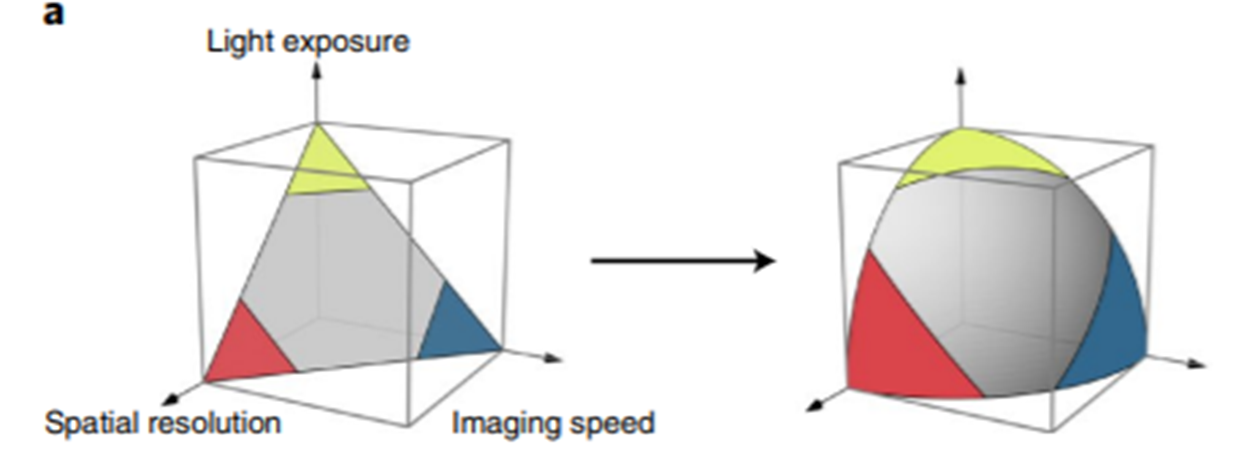 a
Light exposure
Spatial resolution
Imaging speed